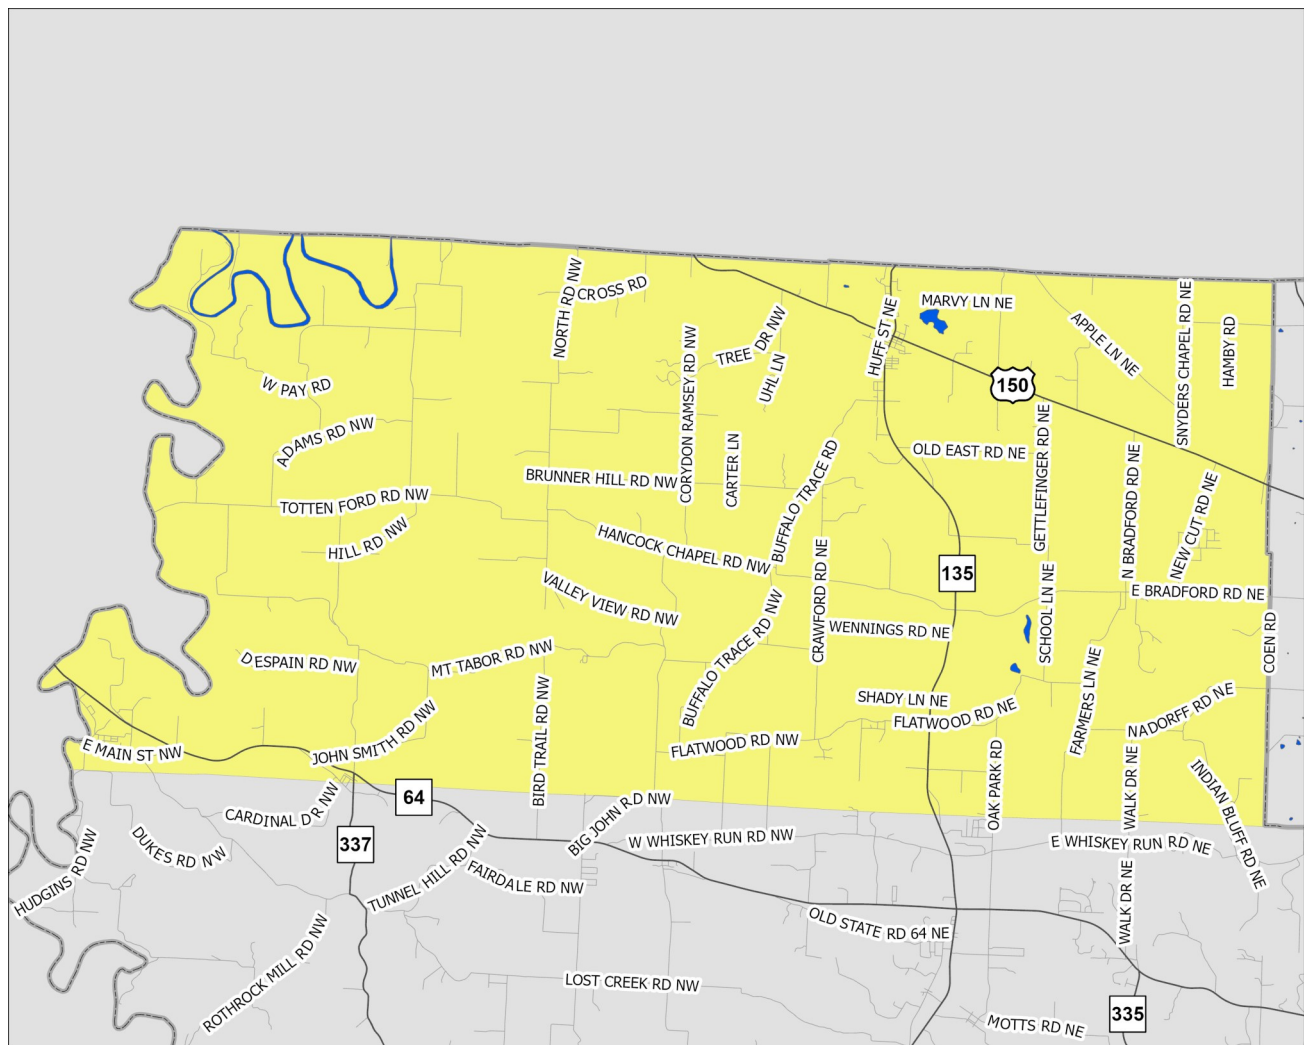 NORTH RD NW
CROSS RD
MARVY LN NE
SNYDERS CHAPEL RD NE
HUFF ST NE
APPLE LN NE
HAMBY RD
CORYDON RAMSEY RD NW
TREE DR NW
UHL LN
W PAY RD
150
ADAMS RD NW
CARTER LN
BUFFALO TRACE RD
OLD EAST RD NE
GETTLEFINGER RD NE
BRUNNER HILL RD NW
N BRADFORD RD NE
NEW CUT RD NE
TOTTEN FORD RD NW
HILL RD NW
HANCOCK CHAPEL RD NW
CRAWFORD RD NE
135
VALLEY VIEW RD NW
E BRADFORD RD NE
SCHOOL LN NE
WENNINGS RD NE
COEN RD
BUFFALO TRACE RD NW
DESPAIN RD NW
MT TABOR RD NW
FARMERS LN NE
SHADY LN NE
FLATWOOD RD NE
NADORFF RD NE
JOHN SMITH RD NW
BIRD TRAIL RD NW
E MAIN ST NW
FLATWOOD RD NW
OAK PARK RD
WALK DR NE
INDIAN BLUFF RD NE
64
CARDINAL DR NW
BIG JOHN RD NW
DUKES RD NW
337
W WHISKEY RUN RD NW
E WHISKEY RUN RD NE
HUDGINS RD NW
TUNNEL HILL RD NW
FAIRDALE RD NW
WALK DR NE
OLD STATE RD 64 NE
ROTHROCK MILL RD NW
LOST CREEK RD NW
335
MOTTS RD NE